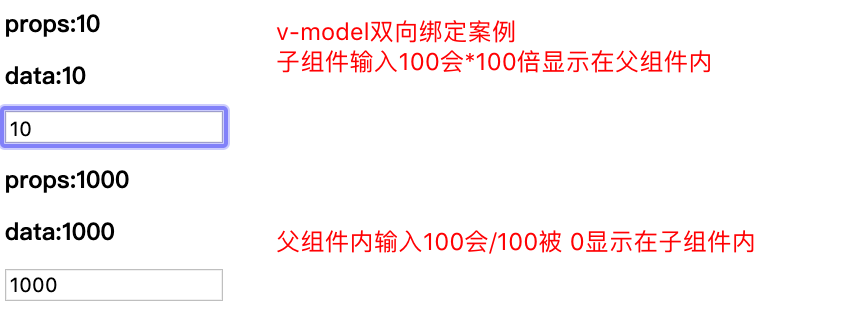 props:10
v-model双向绑定案例
子组件输入100会*100倍显示在父组件内
data:10
10
props:1000
data:1000
父组件内输入100会/100被 0显示在子组件内
1000